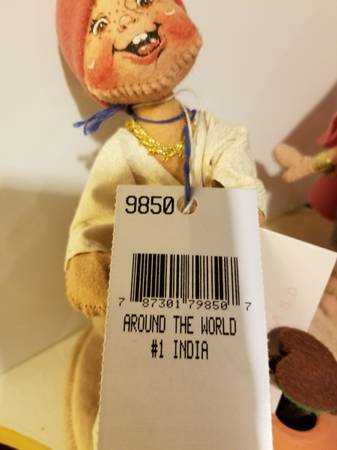 9850
7 87301 79850 7
AROUND THE WORLD
#1 INDIA